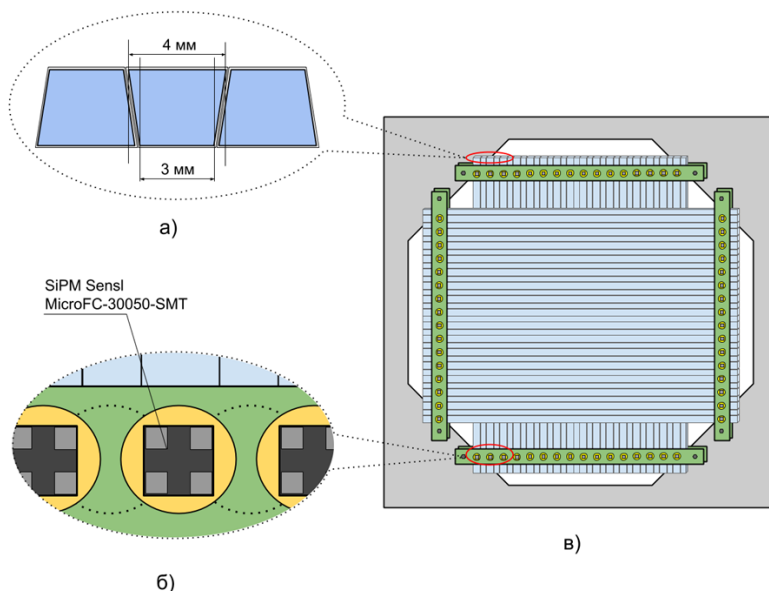 4 мм
3 мм
а)
SiPM Sensl
MicroFC-30050-SMT
б)
в)